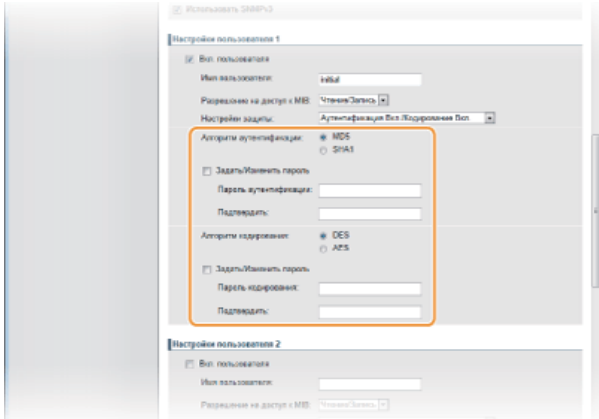 Использовать SNMPv3
Настройки пользователя 1
Вкл. пользователя
Имя пользователя: initial
Разрешение на доступ к MIB: Чтение/Запись
Настройки защиты: Аутентификация Вкл./Кодирование Вкл.
Алгоритм аутентификации: MD5
SHA1
Задать/Изменить пароль
Пароль аутентификации:
Подтвердить:
Алгоритм кодирования: DES
AES
Задать/Изменить пароль
Пароль кодирования:
Подтвердить:
Настройки пользователя 2
Вкл. пользователя
Имя пользователя:
Разрешение на доступ к MIB: Чтение/Запись